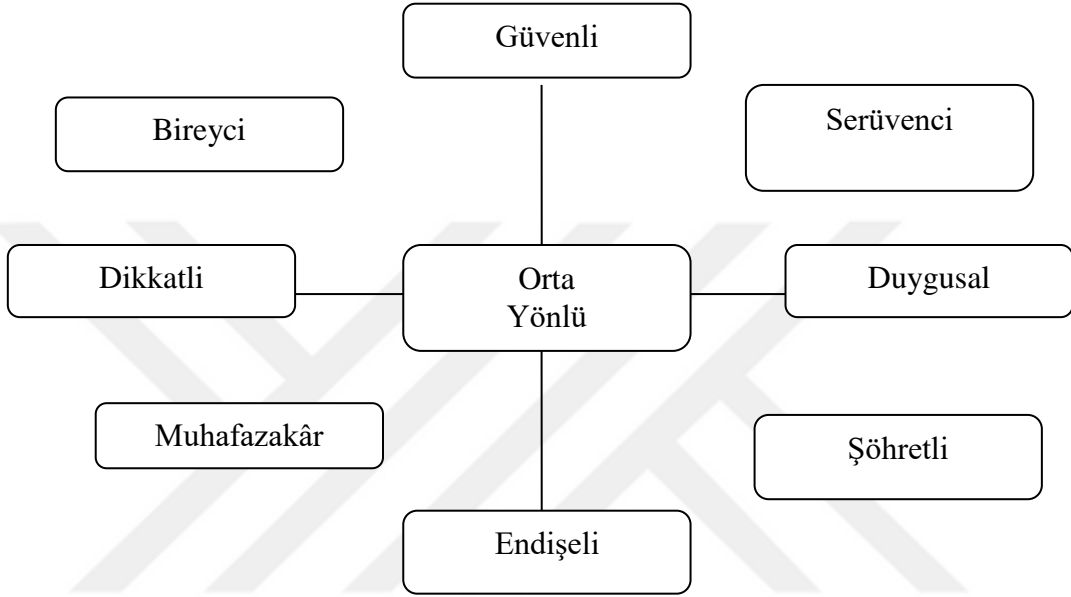 Güvenli
Bireyci
Serüvenci
Dikkatli
Orta
Yönlü
Duygusal
Muhafazakâr
Şöhretli
Endişeli